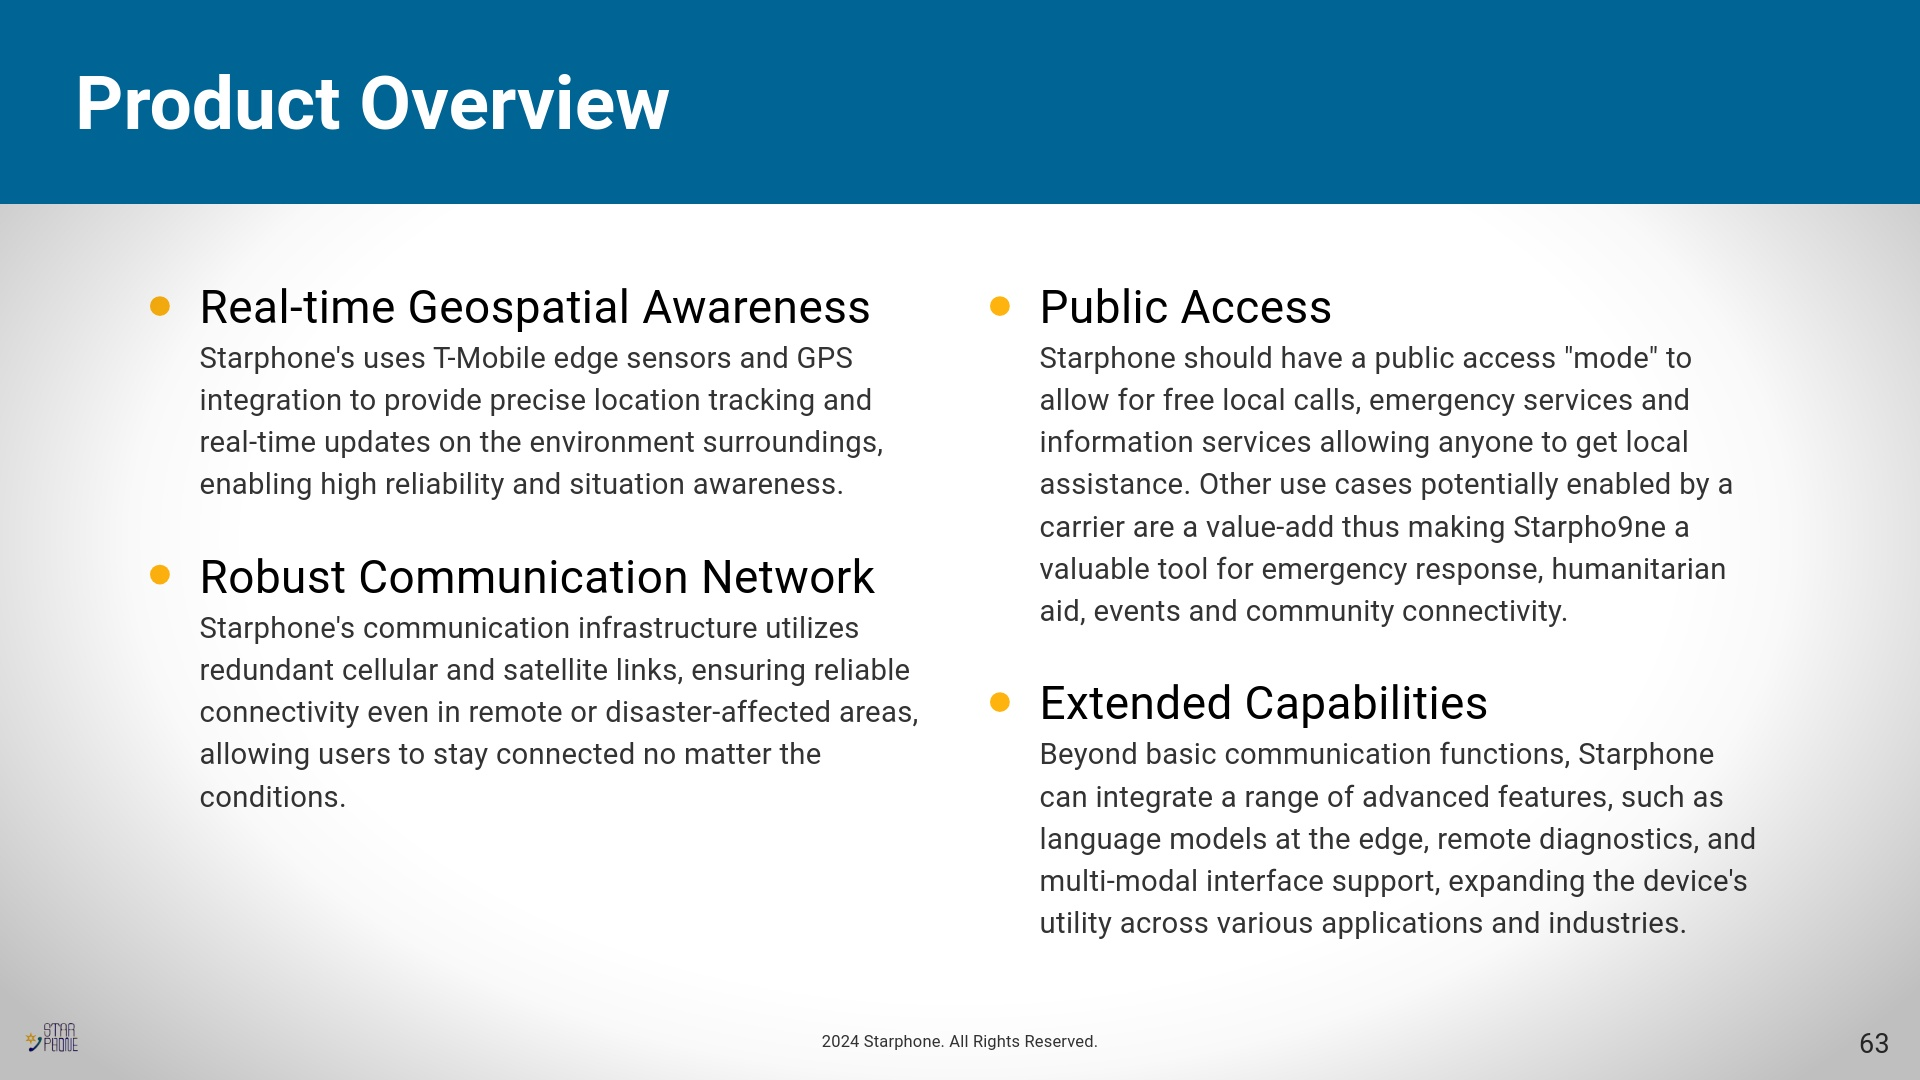 Product Overview
Real-time Geospatial Awareness
Starphone's uses T-Mobile edge sensors and GPS
integration to provide precise location tracking and
real-time updates on the environment surroundings,
enabling high reliability and situation awareness.
Robust Communication Network
Starphone's communication infrastructure utilizes
redundant cellular and satellite links, ensuring reliable
connectivity even in remote or disaster-affected areas,
allowing users to stay connected no matter the
conditions.
Public Access
Starphone should have a public access "mode" to
allow for free local calls, emergency services and
information services allowing anyone to get local
assistance. Other use cases potentially enabled by a
carrier are a value-add thus making Starpho9ne a
valuable tool for emergency response, humanitarian
aid, events and community connectivity.
Extended Capabilities
Beyond basic communication functions, Starphone
can integrate a range of advanced features, such as
language models at the edge, remote diagnostics, and
multi-modal interface support, expanding the device's
utility across various applications and industries.
STAR
PHONE
2024 Starphone. All Rights Reserved.
63